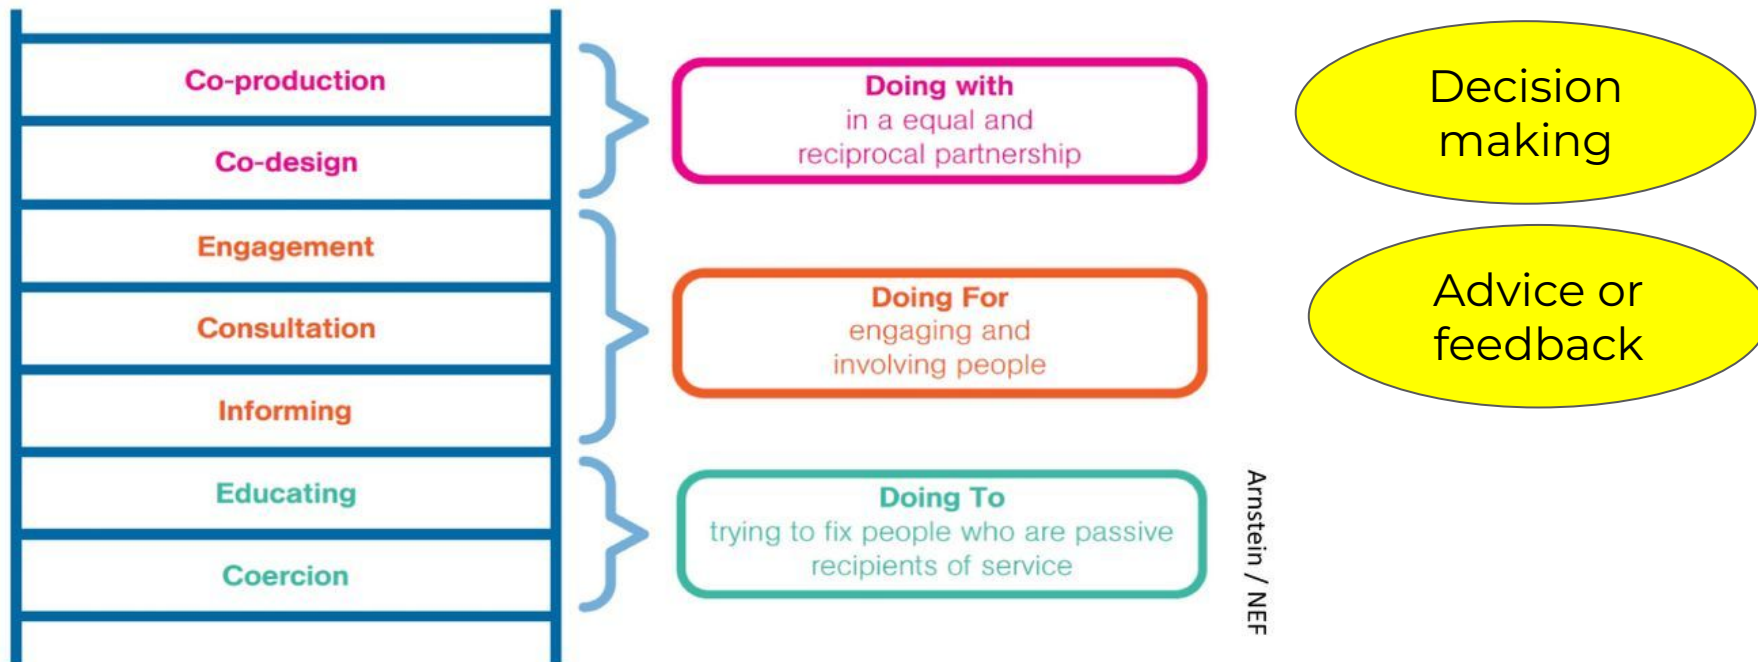 Co-production
Co-design
Engagement
Consultation
Informing
Educating
Coercion
Doing with
in a equal and
reciprocal partnership
Doing For
engaging and
involving people
Doing To
trying to fix people who are passive
recipients of service
Decision
making
Advice or
feedback
Arnstein / NEF